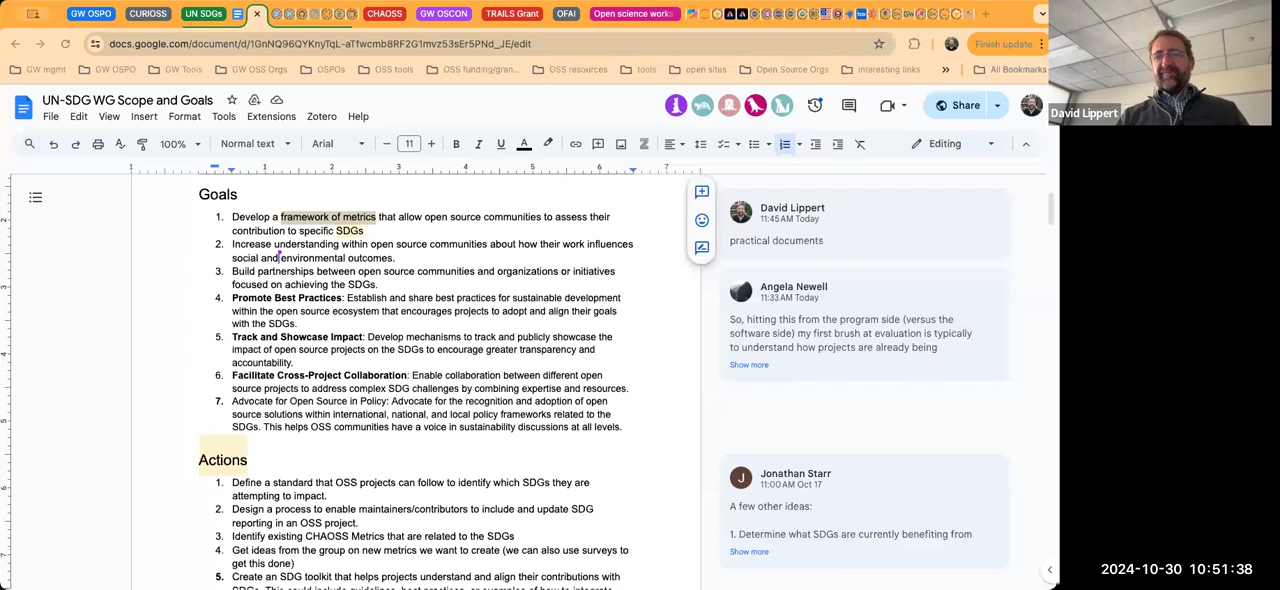 GW OSPO
CURIOSS
UN SDGs
CHAOSS
GW OSCON
TRAILS Grant
OFAI
Open science works
docs.google.com/document/d/1GnNQ96QYKnyTqL-aTfwcmb8RF2G1mvz53sEr5PNd_JE/edit
Finish update
GW mgmt
GW OSPO
GW Tools
GW OSS Orgs
OSPOs
OSS tools
OSS funding/gran...
OSS resources
tools
open sites
Open Source Orgs
interesting links
»
All Bookmarks
David Lippert
UN-SDG WG Scope and Goals
File Edit View Insert Format Tools Extensions Zotero Help
Share
100% Normal text Arial 11 Editing
1 1 2 3 4 5 6 7
Goals
1. Develop a framework of metrics that allow open source communities to assess their
contribution to specific SDGs
2. Increase understanding within open source communities about how their work influences
social and environmental outcomes.
3. Build partnerships between open source communities and organizations or initiatives
focused on achieving the SDGs.
4. Promote Best Practices: Establish and share best practices for sustainable development
within the open source ecosystem that encourages projects to adopt and align their goals
with the SDGs.
5. Track and Showcase Impact: Develop mechanisms to track and publicly showcase the
impact of open source projects on the SDGs to encourage greater transparency and
accountability.
6. Facilitate Cross-Project Collaboration: Enable collaboration between different open
source projects to address complex SDG challenges by combining expertise and resources.
7. Advocate for Open Source in Policy: Advocate for the recognition and adoption of open
source solutions within international, national, and local policy frameworks related to the
SDGs. This helps OSS communities have a voice in sustainability discussions at all levels.
Actions
1. Define a standard that OSS projects can follow to identify which SDGs they are
attempting to impact.
2. Design a process to enable maintainers/contributors to include and update SDG
reporting in an OSS project.
3. Identify existing CHAOSS Metrics that are related to the SDGs
4. Get ideas from the group on new metrics we want to create (we can also use surveys to
get this done)
5. Create an SDG toolkit that helps projects understand and align their contributions with
David Lippert
11:45 AM Today
practical documents
Angela Newell
11:33 AM Today
So, hitting this from the program side (versus the
software side) my first brush at evaluation is typically
to understand how projects are already being
Show more
J
Jonathan Starr
11:00 AM Oct 17
A few other ideas:
1. Determine what SDGs are currently benefiting from
Show more
2024-10-30 10:51:38